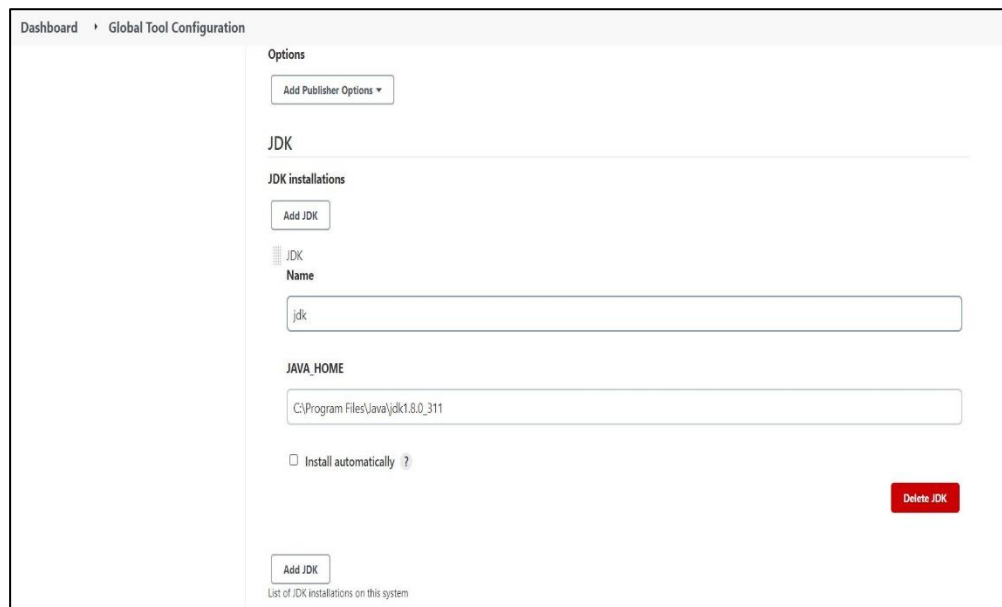 Dashboard Global Tool Configuration
Options
Add Publisher Options
JDK
JDK installations
Add JDK
JDK
Name
jdk
JAVA_HOME
C:\Program Files\Java\jdk1.8.0_311
Install automatically ?
Delete JDK
Add JDK
List of JDK installations on this system